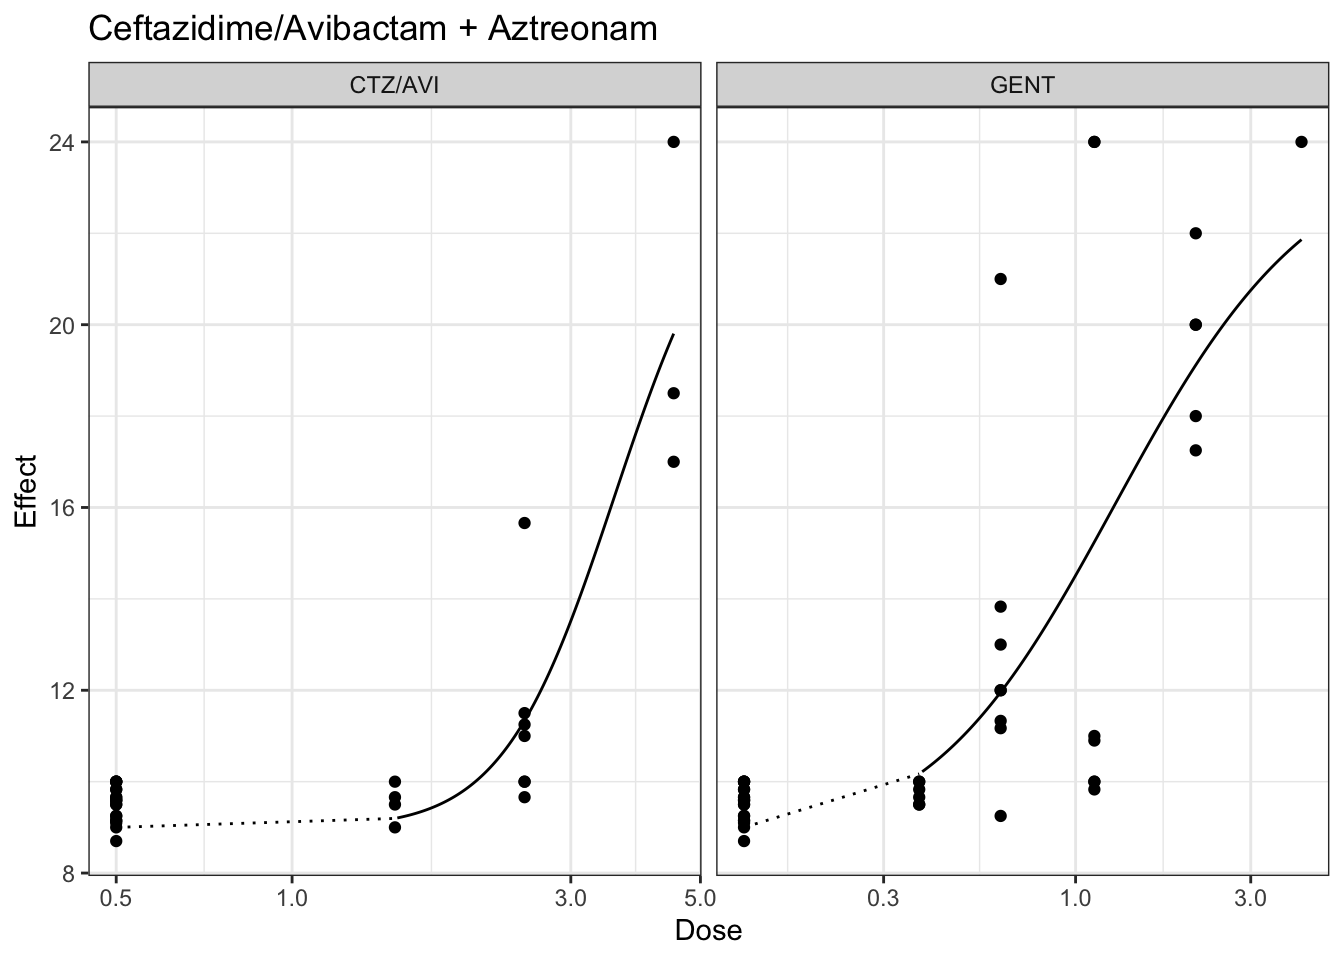 Ceftazidime/Avibactam + Aztreonam
CTZ/AVI
GENT
Effect
24
20
16
12
8
0.5 1.0 3.0 5.0
0.3 1.0 3.0
Dose